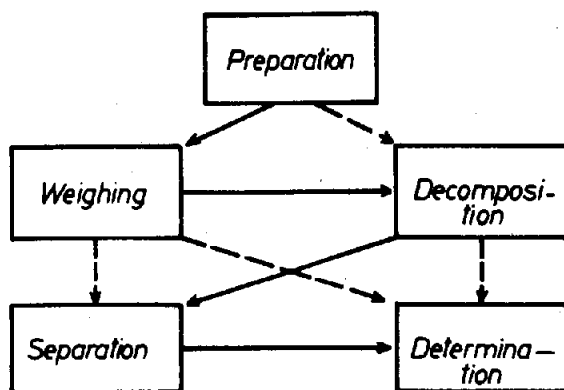 Preparation
Weighing
Decomposi-
tion
Separation
Determina-
tion